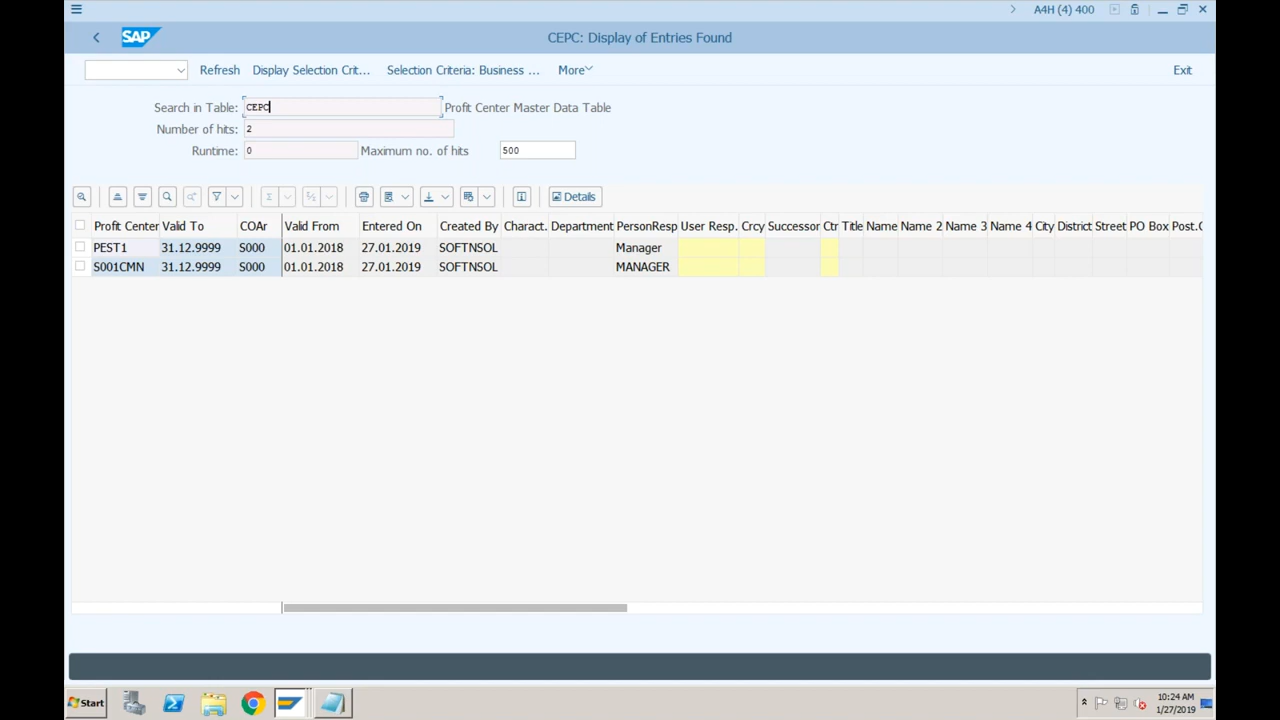 A4H (4) 400
SAP
CEPC: Display of Entries Found
Refresh Display Selection Crit... Selection Criteria: Business ... More Exit
Search in Table: CEPC Profit Center Master Data Table
Number of hits: 2
Runtime: 0 Maximum no. of hits 500
Details
Profit Center Valid To COAr Valid From Entered On Created By Charact. Department PersonResp User Resp. Crcy Successor Ctr Title Name Name 2 Name 3 Name 4 City District Street PO Box Post.C
PEST1 31.12.9999 S000 01.01.2018 27.01.2019 SOFTNSOL Manager
S001CMN 31.12.9999 S000 01.01.2018 27.01.2019 SOFTNSOL MANAGER
Start
10:24 AM
1/27/2019